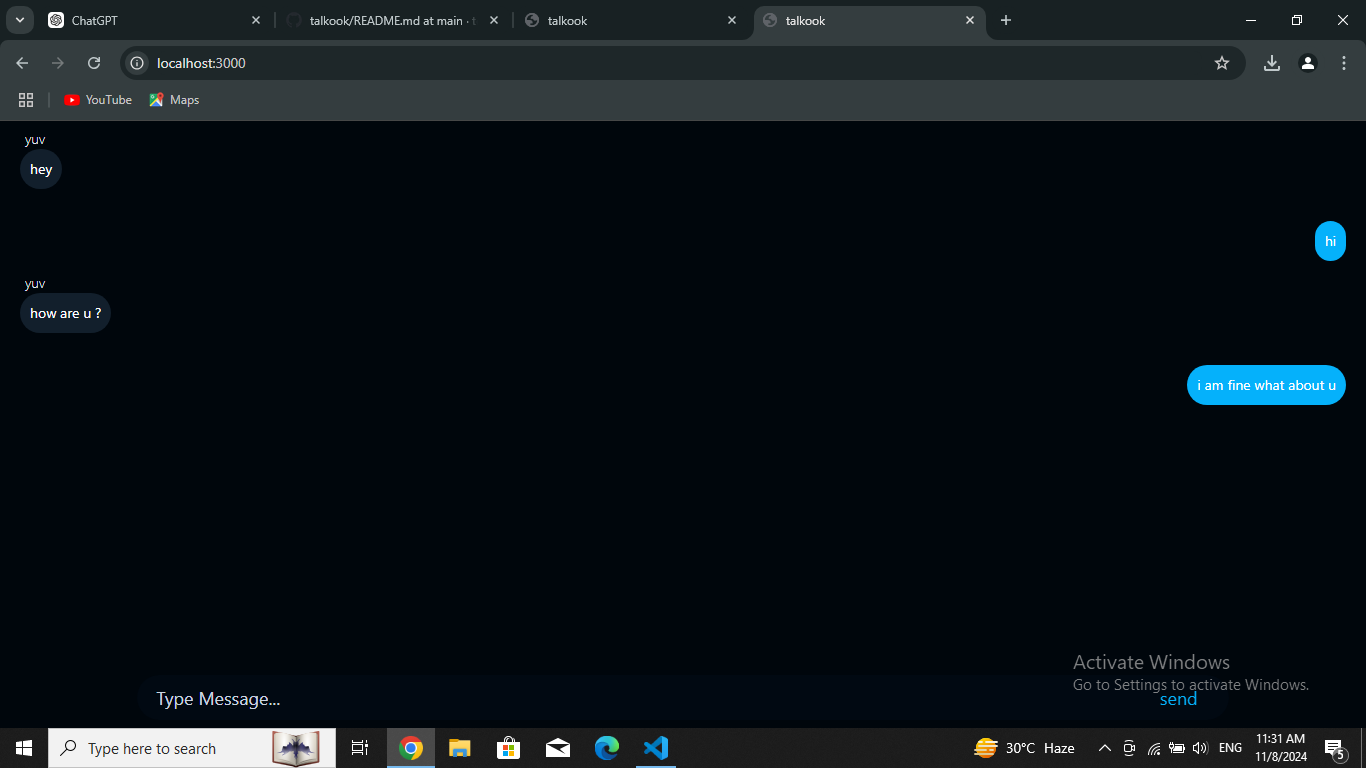 ChatGPT
talkook/README.md at main · t
talkook
talkook
localhost:3000
YouTube
Maps
yuv
hey
hi
yuv
how are u ?
i am fine what about u
Activate Windows
Go to Settings to activate Windows.
Type Message...
send
Type here to search
30°C Haze
ENG
11:31 AM
11/8/2024
5